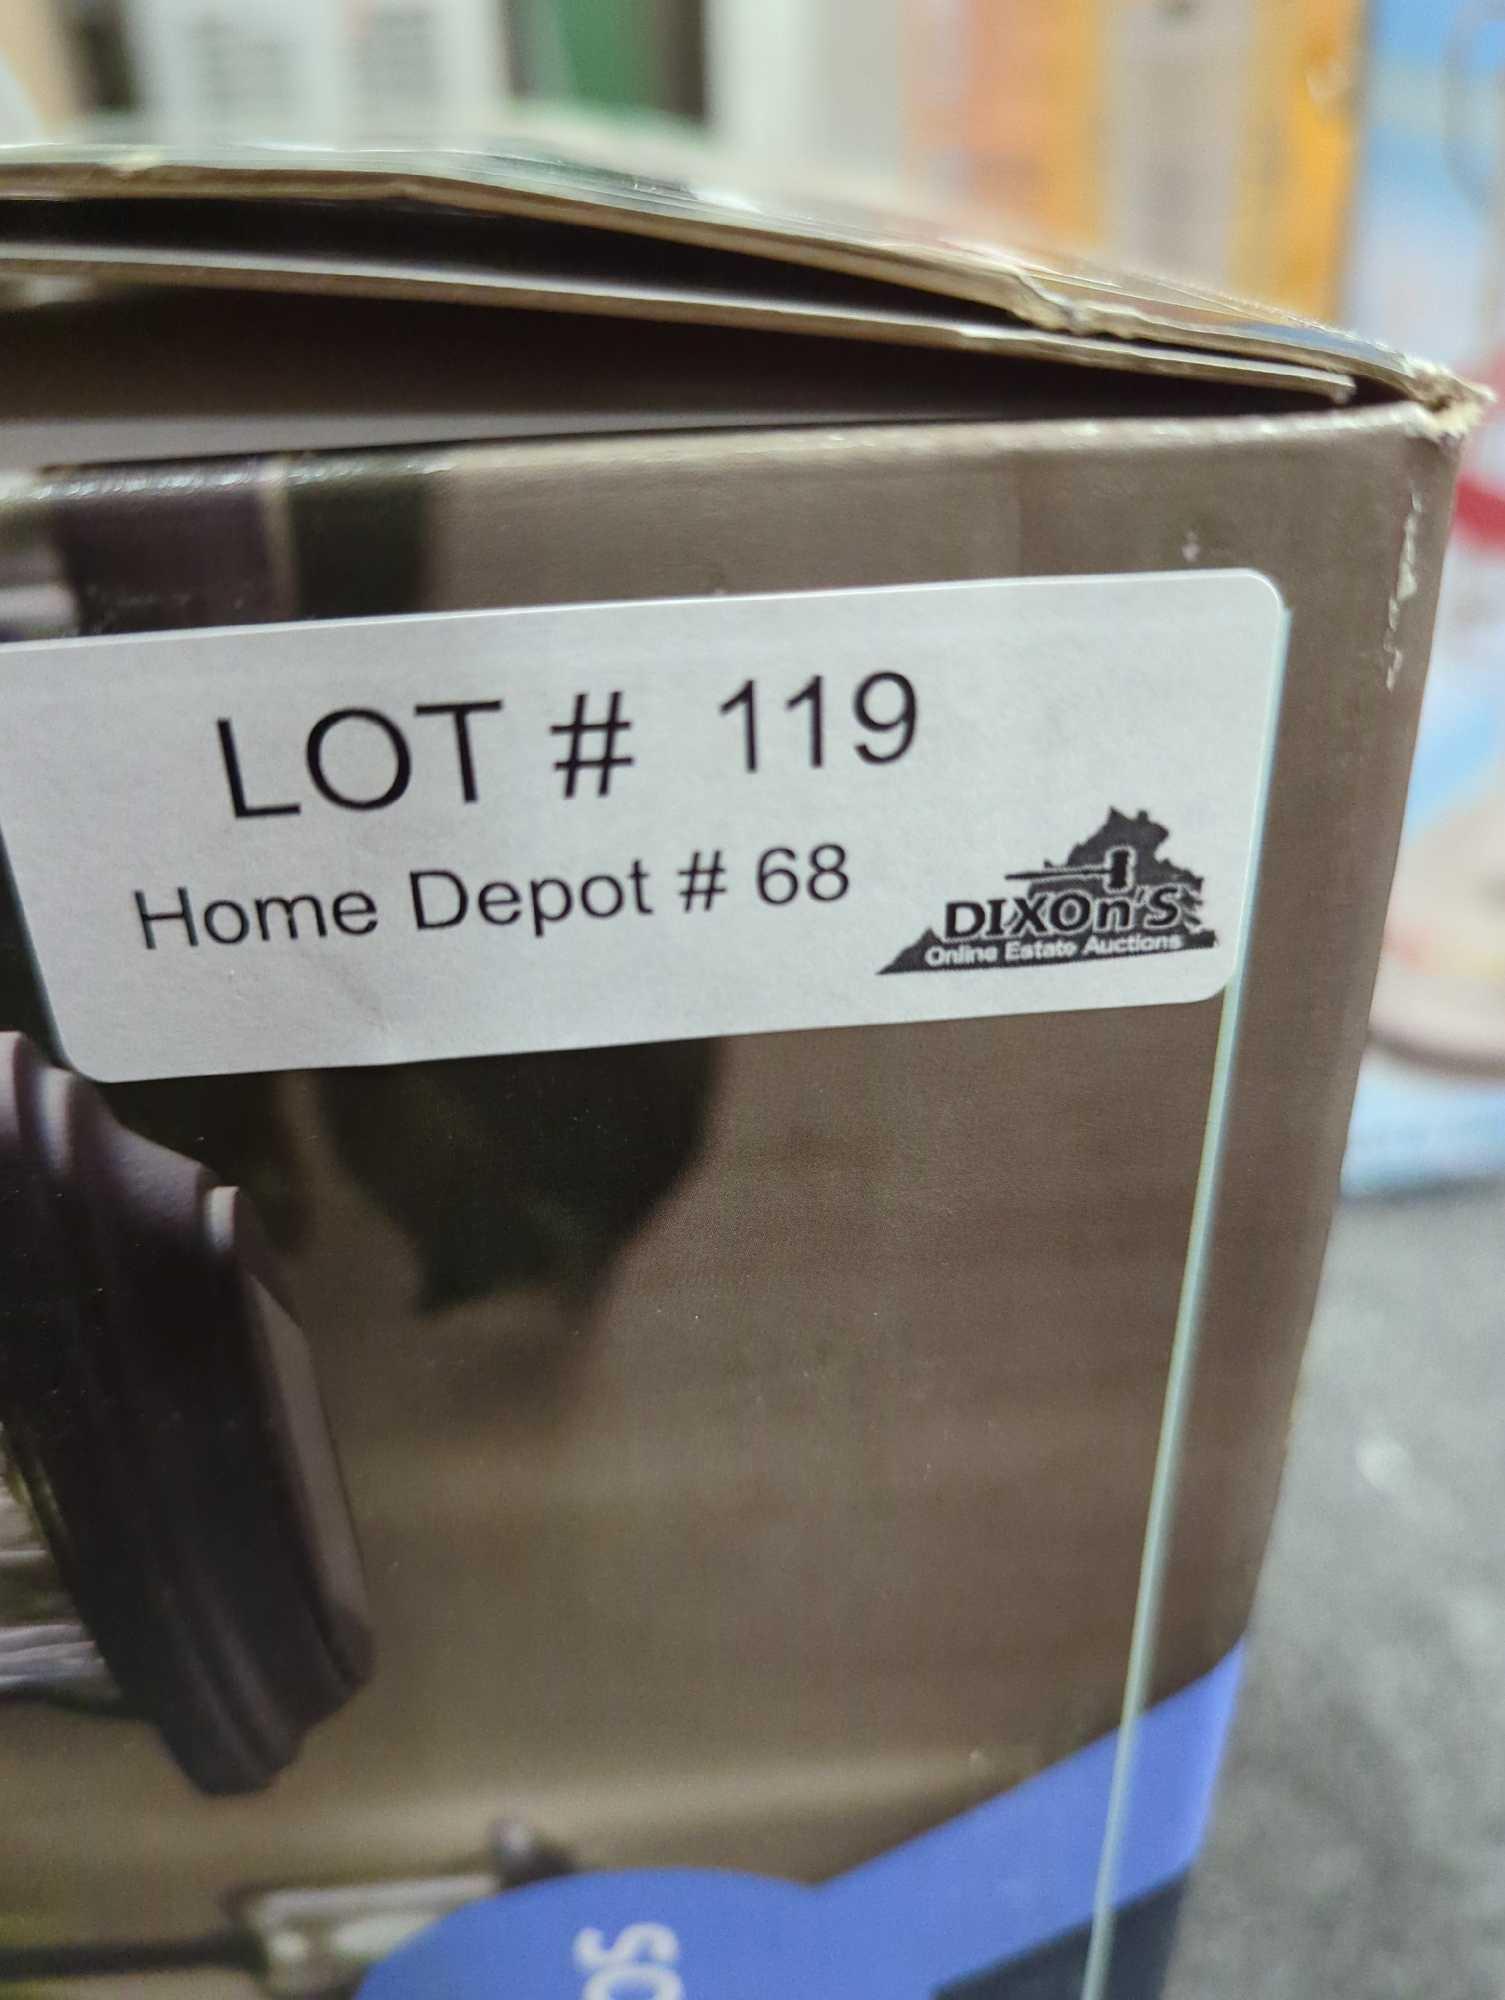 LOT # 119
Home Depot # 68
DIXOn'S
Online Estate Auctions